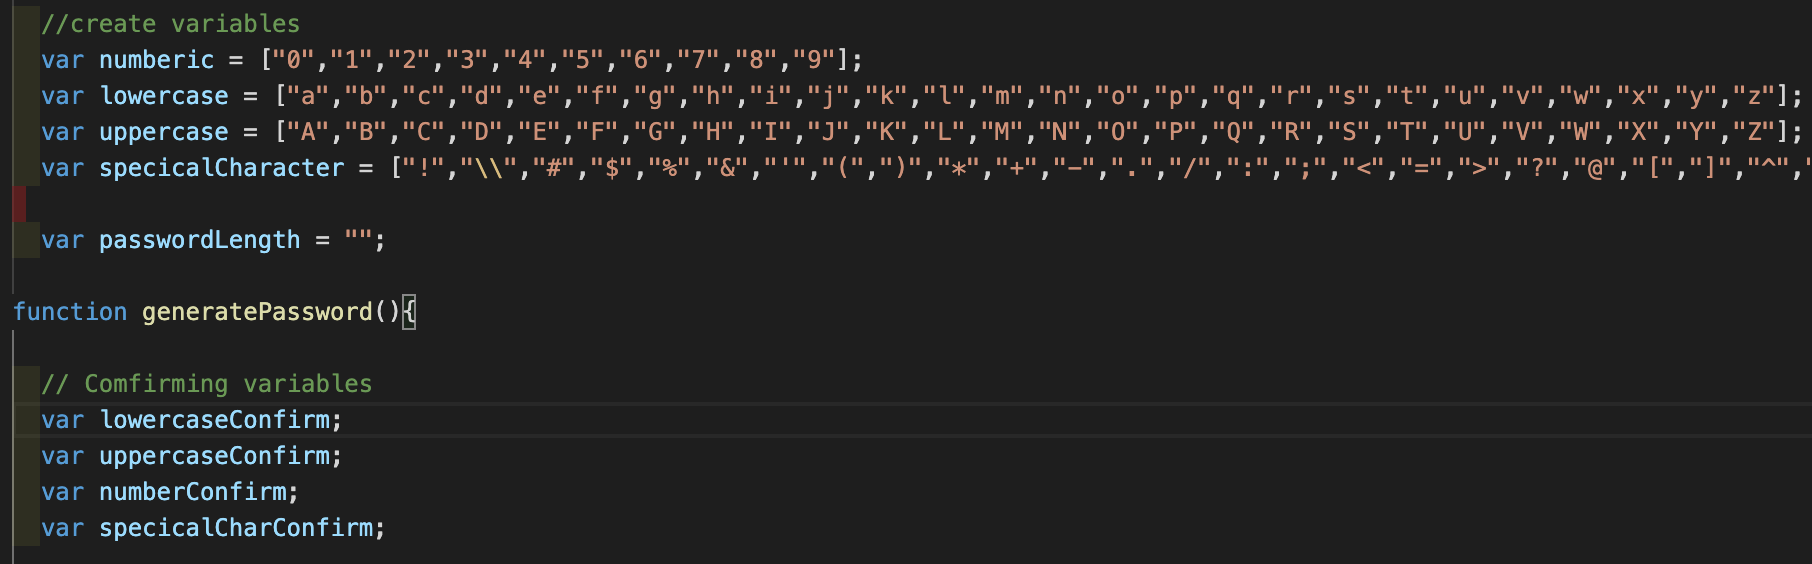 //create variables
var numberic = ["0","1","2","3","4","5","6","7","8","9"];
var lowercase = ["a","b","c","d","e","f","g","h","i","j","k","l","m","n","o","p","q","r","s","t","u","v","w","x","y","z"];
var uppercase = ["A","B","C","D","E","F","G","H","I","J","K","L","M","N","O","P","Q","R","S","T","U","V","W","X","Y","Z"];
var specicalCharacter = ["!","\\","#","$","%","&","'","(",")","*","+","-",".","/",":",";","<","=",">","?","@","[","]","^","
var passwordLength = "";
function generatePassword(){
// Comfirming variables
var lowercaseConfirm;
var uppercaseConfirm;
var numberConfirm;
var specicalCharConfirm;